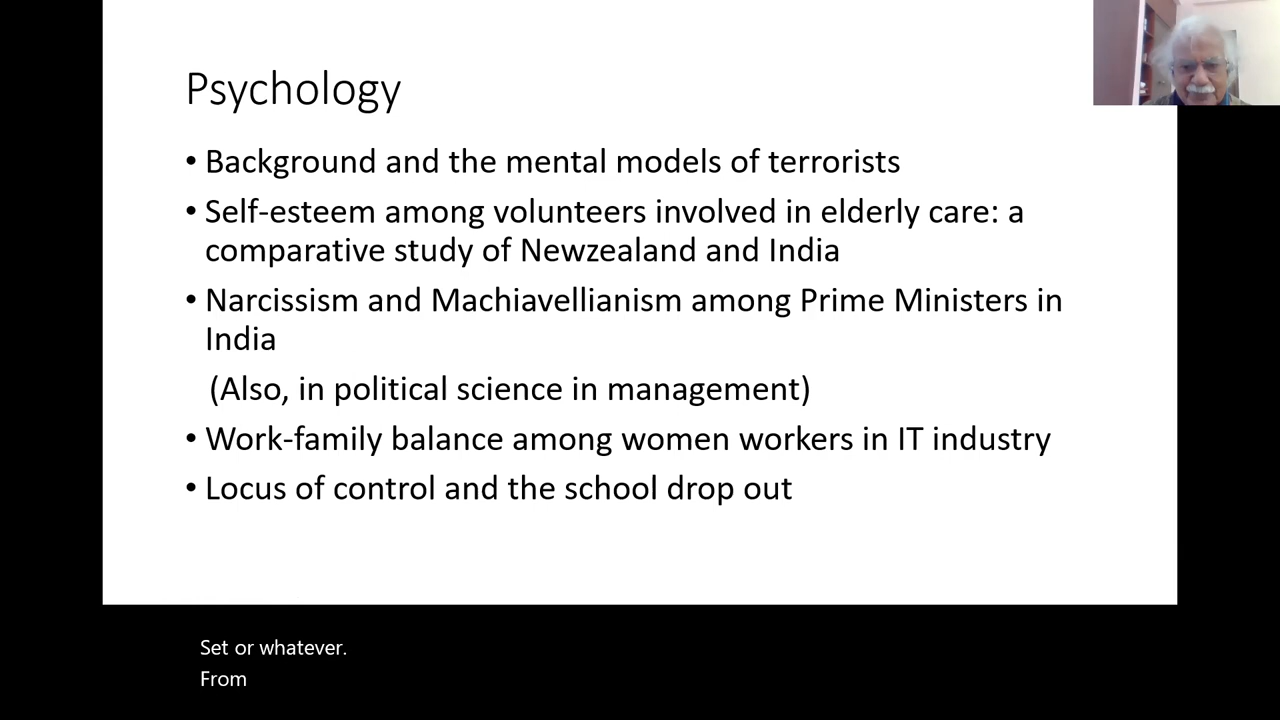 Psychology
• Background and the mental models of terrorists
• Self-esteem among volunteers involved in elderly care: a
comparative study of Newzealand and India
• Narcissism and Machiavellianism among Prime Ministers in
India
(Also, in political science in management)
• Work-family balance among women workers in IT industry
• Locus of control and the school drop out
Set or whatever.
From